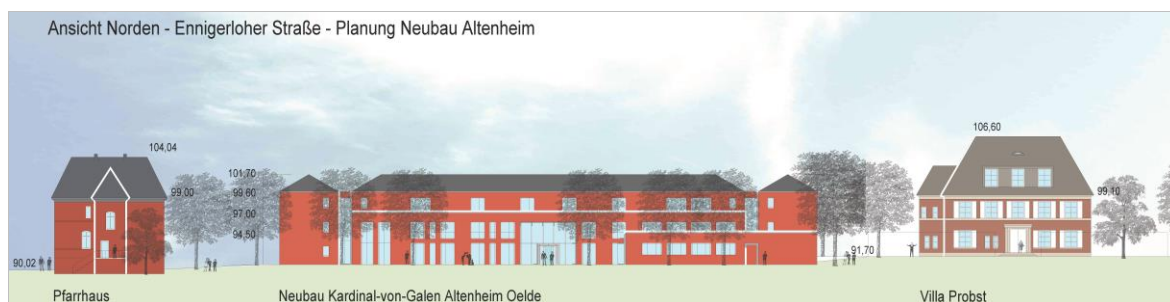 Ansicht Norden - Ennigerloher Straße - Planung Neubau Altenheim
106,60
104,04
101,70
99,00
99,60
99,10
97,00
94,50
91,70
90,02
Pfarrhaus
Neubau Kardinal-von-Galen Altenheim Oelde
Villa Probst